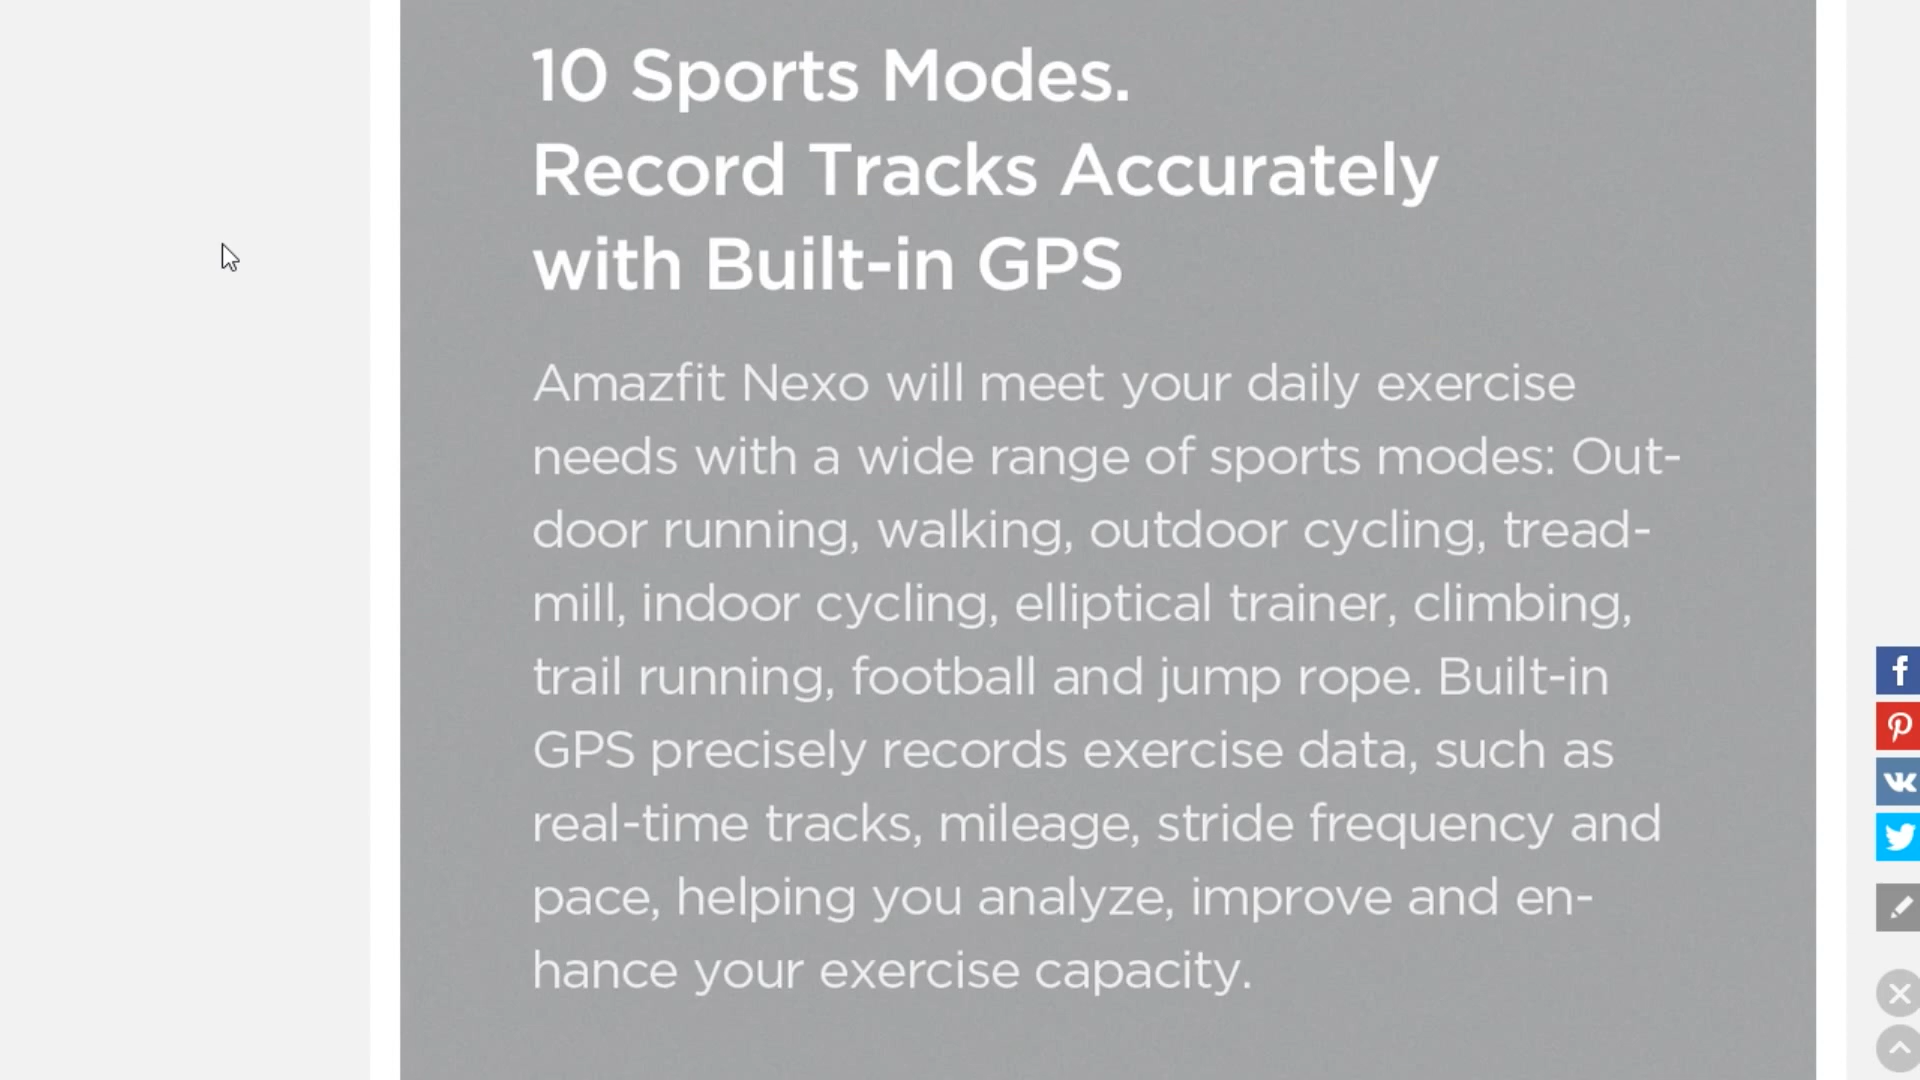 10 Sports Modes.
Record Tracks Accurately
with Built-in GPS
Amazfit Nexo will meet your daily exercise
needs with a wide range of sports modes: Out-
door running, walking, outdoor cycling, tread-
mill, indoor cycling, elliptical trainer, climbing,
trail running, football and jump rope. Built-in
GPS precisely records exercise data, such as
real-time tracks, mileage, stride frequency and
pace, helping you analyze, improve and en-
hance your exercise capacity.